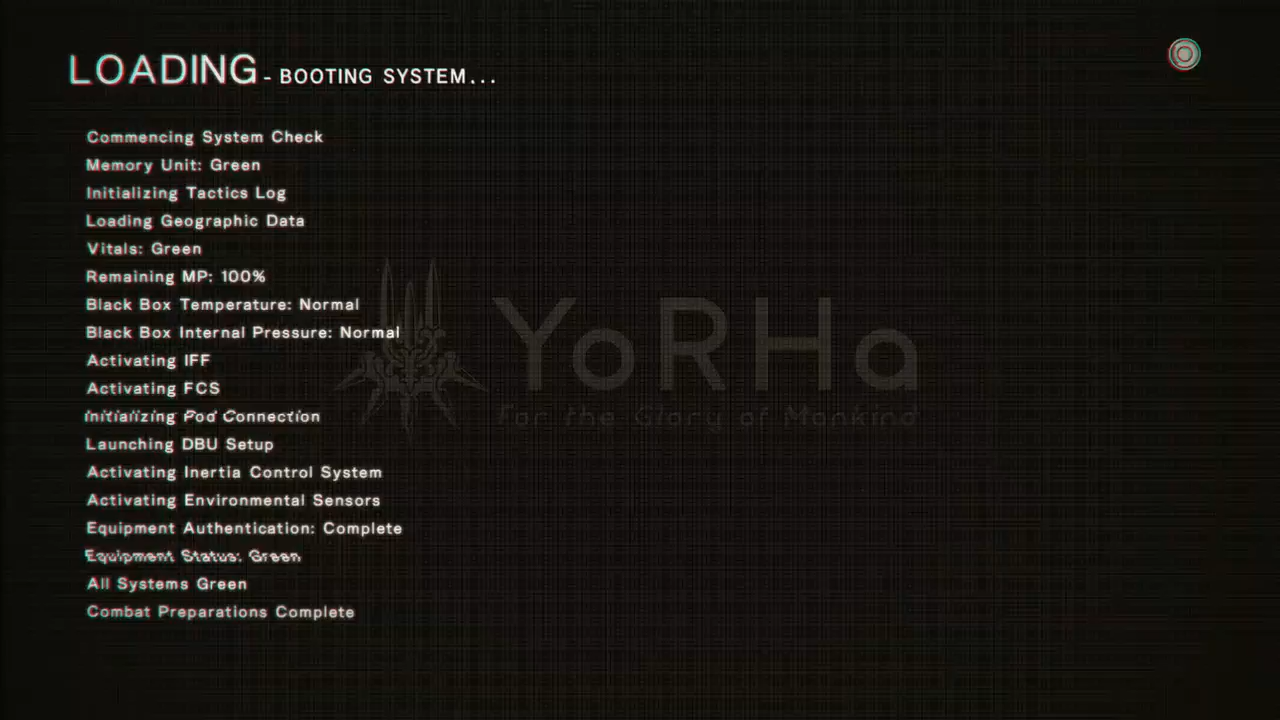 LOADING - BOOTING SYSTEM...
Commencing System Check
Memory Unit: Green
Initializing Tactics Log
Loading Geographic Data
Vitals: Green
Remaining MP: 100%
Black Box Temperature: Normal
Black Box Internal Pressure: Normal
Activating IFF
Activating FCS
Initializing Pod Connection
Launching DBU Setup
Activating Inertia Control System
Activating Environmental Sensors
Equipment Authentication: Complete
Equipment Status: Green
All Systems Green
Combat Preparations Complete
YoRHa
For the Glory of Mankind